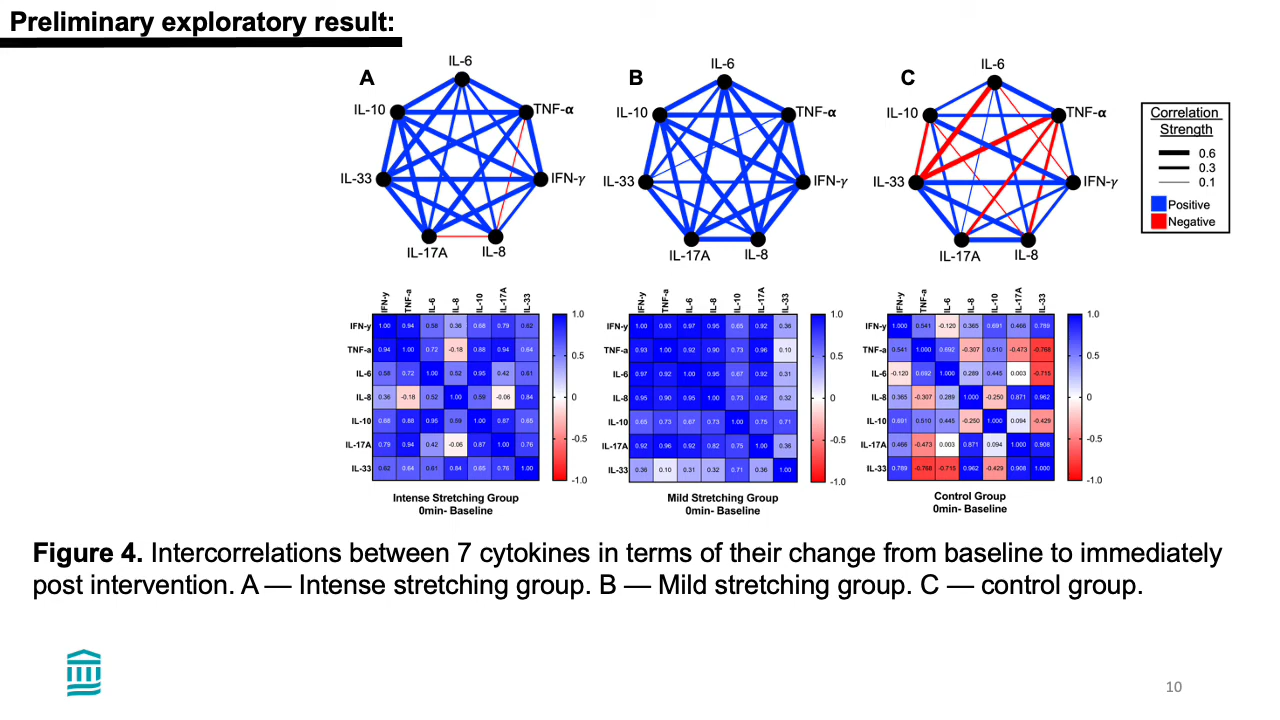 Preliminary exploratory result:
A
IL-6
IL-10
TNF-α
IL-33
IFN-γ
IL-17A
IL-8
B
IL-6
IL-10
TNF-α
IL-33
IFN-γ
IL-17A
IL-8
C
IL-6
IL-10
TNF-α
IL-33
IFN-γ
IL-17A
IL-8
Correlation
Strength
0.6
0.3
0.1
Positive
Negative
IFN-y TNF-a IL-6 IL-8 IL-10 IL-17A IL-33
IFN-y 1.00 0.94 0.58 0.36 0.68 0.79 0.62
TNF-a 0.94 1.00 0.72 -0.18 0.88 0.94 0.64
IL-6 0.58 0.72 1.00 0.52 0.95 0.42 0.61
IL-8 0.36 -0.18 0.52 1.00 0.59 -0.06 0.84
IL-10 0.68 0.88 0.95 0.59 1.00 0.87 0.65
IL-17A 0.79 0.94 0.42 -0.06 0.87 1.00 0.76
IL-33 0.62 0.64 0.61 0.84 0.65 0.76 1.00
1.0
0.5
0
-0.5
-1.0
Intense Stretching Group
0min- Baseline
IFN-y TNF-a IL-6 IL-8 IL-10 IL-17A IL-33
IFN-y 1.00 0.93 0.97 0.95 0.65 0.92 0.36
TNF-a 0.93 1.00 0.92 0.90 0.73 0.96 0.10
IL-6 0.97 0.92 1.00 0.95 0.67 0.92 0.31
IL-8 0.95 0.90 0.95 1.00 0.73 0.82 0.32
IL-10 0.65 0.73 0.67 0.73 1.00 0.75 0.71
IL-17A 0.92 0.96 0.92 0.82 0.75 1.00 0.36
IL-33 0.36 0.10 0.31 0.32 0.71 0.36 1.00
1.0
0.5
0
-0.5
-1.0
Mild Stretching Group
0min- Baseline
IFN-y TNF-a IL-6 IL-8 IL-10 IL-17A IL-33
IFN-y 1.000 0.541 -0.120 0.365 0.691 0.466 0.789
TNF-a 0.541 1.000 0.692 -0.307 0.510 -0.473 -0.768
IL-6 -0.120 0.692 1.000 0.289 0.445 0.003 -0.715
IL-8 0.365 -0.307 0.289 1.000 -0.250 0.871 0.962
IL-10 0.691 0.510 0.445 -0.250 1.000 0.094 -0.429
IL-17A 0.466 -0.473 0.003 0.871 0.094 1.000 0.908
IL-33 0.789 -0.768 -0.715 0.962 -0.429 0.908 1.000
1.0
0.5
0
-0.5
-1.0
Control Group
0min- Baseline
Figure 4. Intercorrelations between 7 cytokines in terms of their change from baseline to immediately
post intervention. A — Intense stretching group. B — Mild stretching group. C — control group.
10